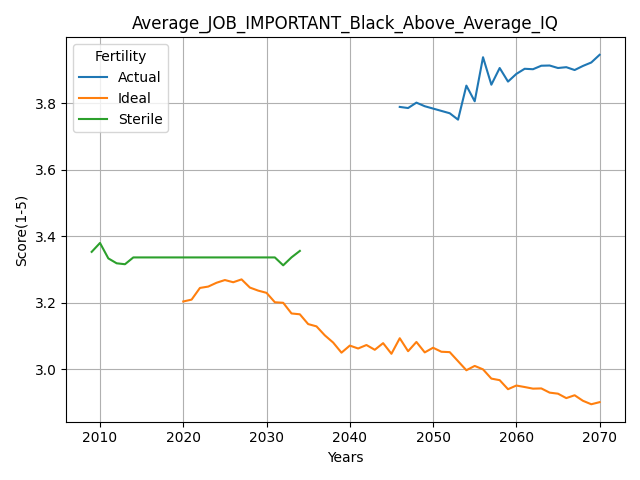 Average_JOB_IMPORTANT_Black_Above_Average_IQ
Fertility
Actual
Ideal
Sterile
Score(1-5)
3.8
3.6
3.4
3.2
3.0
2010 2020 2030 2040 2050 2060 2070
Years